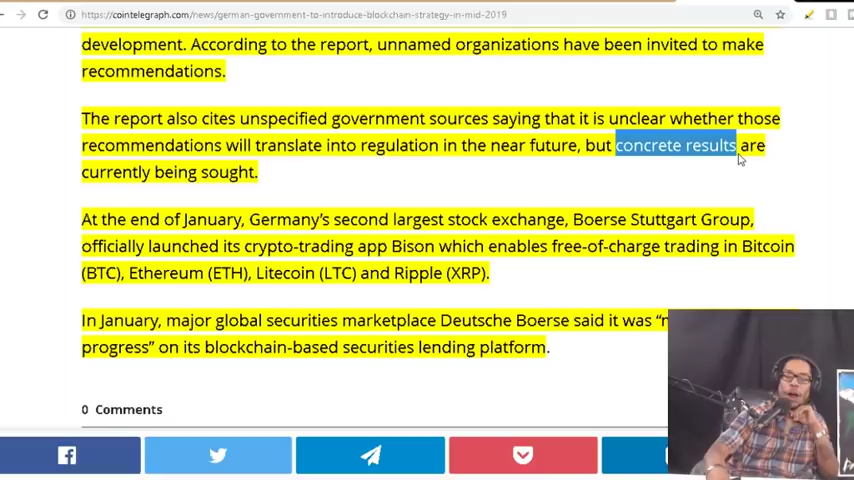 https://cointelegraph.com/news/german-government-to-introduce-blockchain-strategy-in-mid-2019
development. According to the report, unnamed organizations have been invited to make
recommendations.
The report also cites unspecified government sources saying that it is unclear whether those
recommendations will translate into regulation in the near future, but concrete results are
currently being sought.
At the end of January, Germany’s second largest stock exchange, Boerse Stuttgart Group,
officially launched its crypto-trading app Bison which enables free-of-charge trading in Bitcoin
(BTC), Ethereum (ETH), Litecoin (LTC) and Ripple (XRP).
In January, major global securities marketplace Deutsche Boerse said it was
progress” on its blockchain-based securities lending platform.
0 Comments